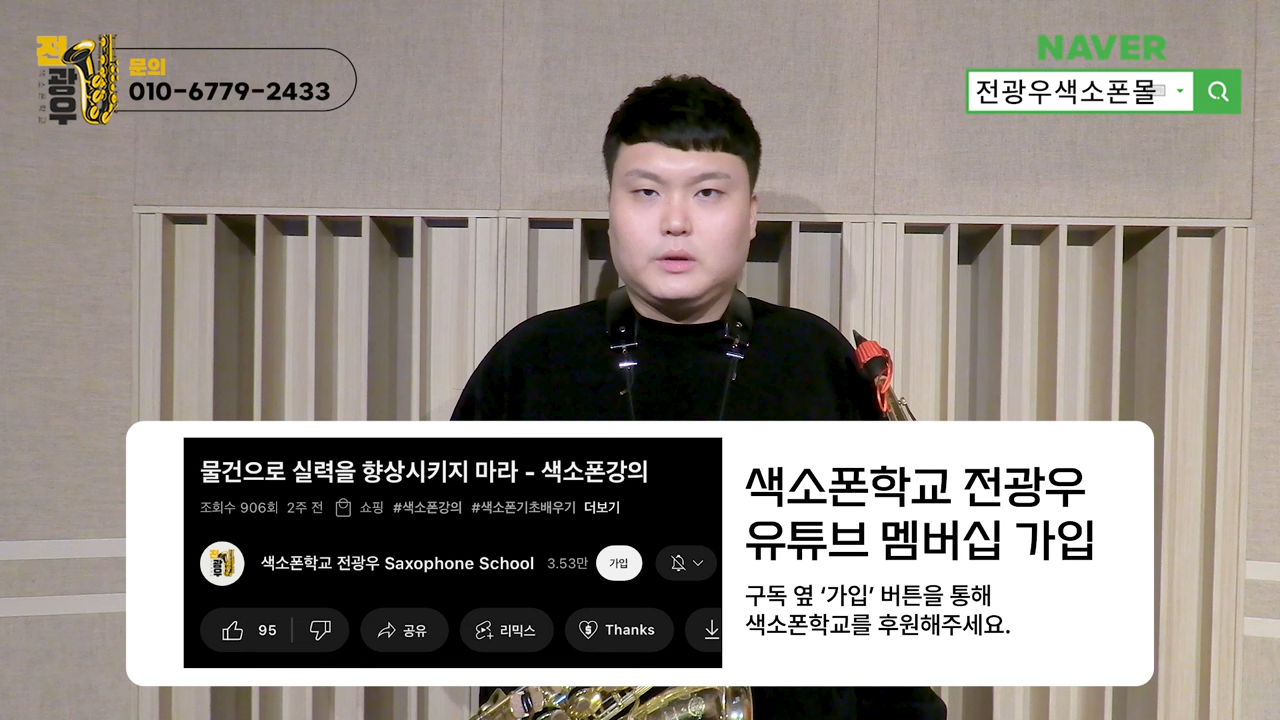 전광우
문의
010-6779-2433
NAVER
전광우색소폰몰
물건으로 실력을 향상시키지 마라 - 색소폰강의
조회수 906회 2주 전 쇼핑 #색소폰강의 #색소폰기초배우기 더보기
전광우
색소폰학교 전광우 Saxophone School 3.53만 가입
95 공유 리믹스 Thanks
색소폰학교 전광우
유튜브 멤버십 가입
구독 옆 ‘가입’ 버튼을 통해
색소폰학교를 후원해주세요.